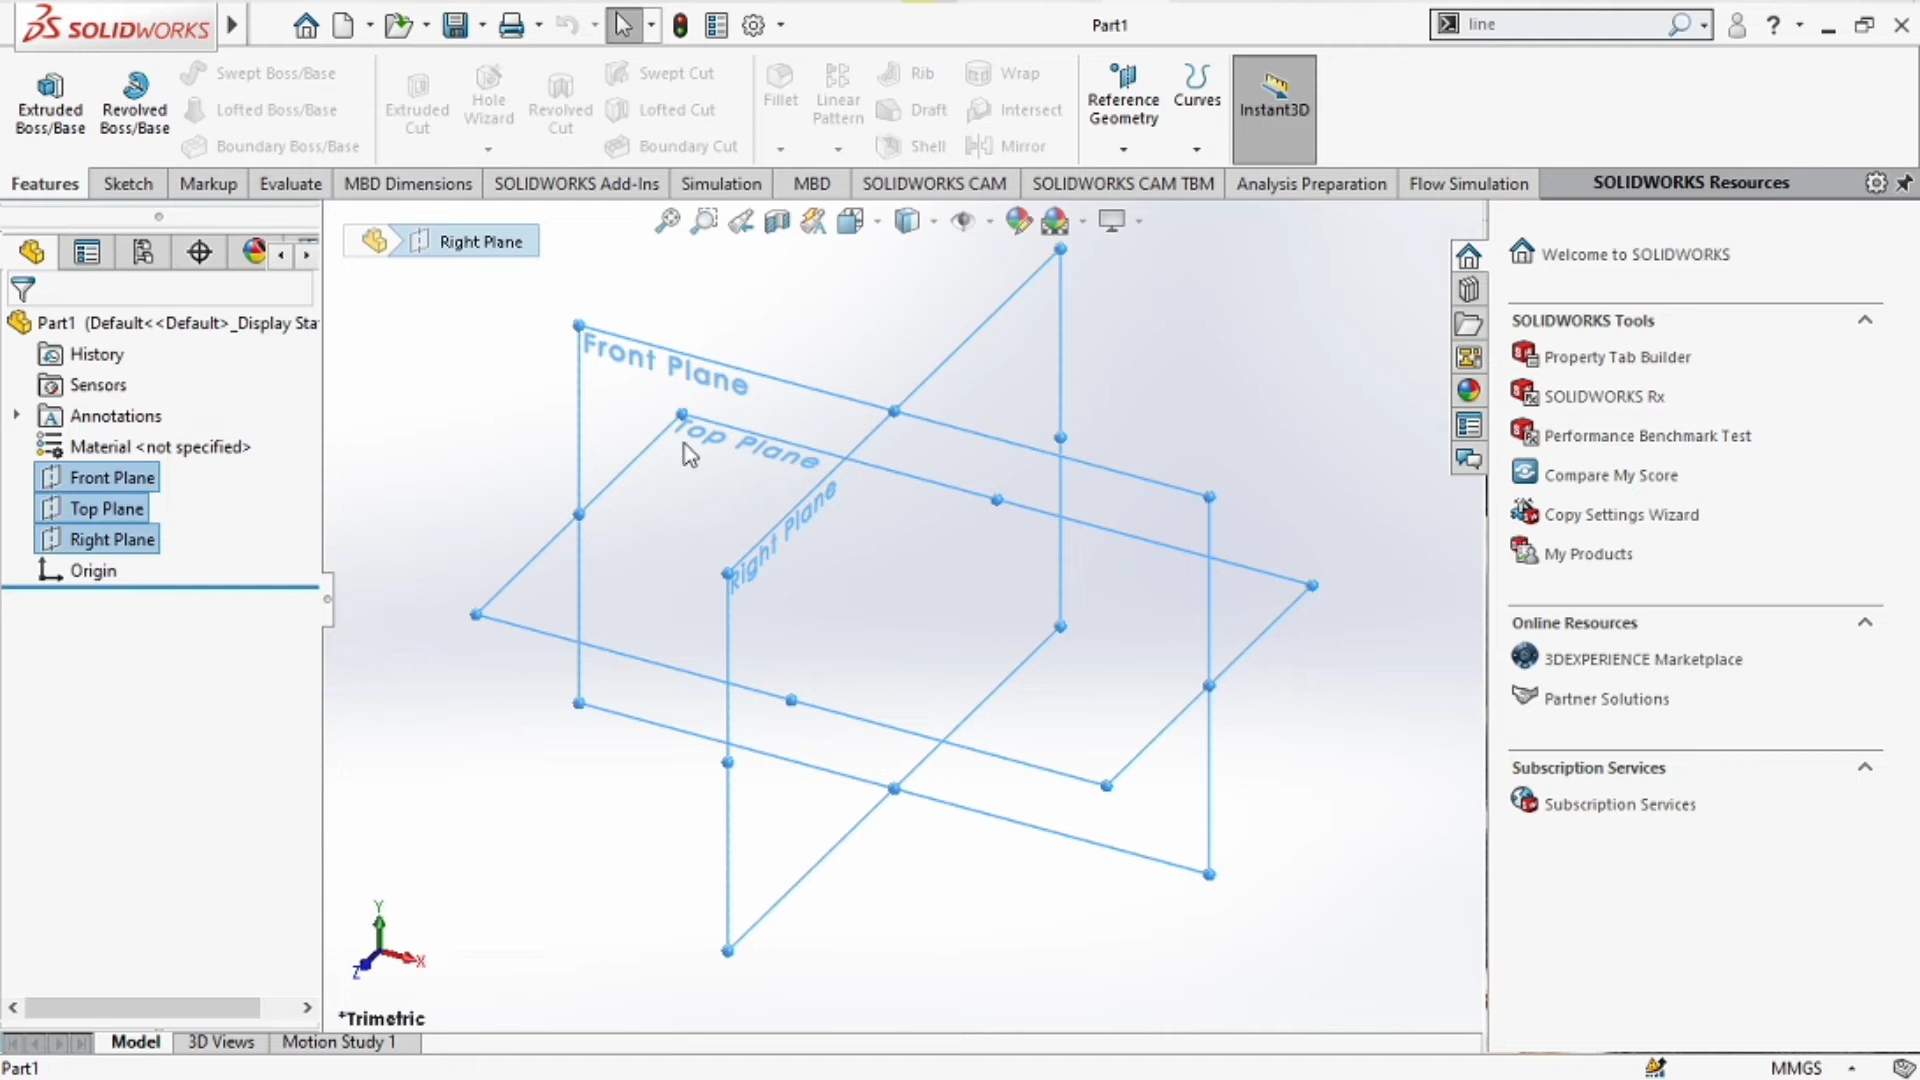 SOLIDWORKS
Part1
line
?
Extruded Boss/Base
Revolved Boss/Base
Swept Boss/Base
Lofted Boss/Base
Boundary Boss/Base
Extruded Cut
Hole Wizard
Revolved Cut
Swept Cut
Lofted Cut
Boundary Cut
Fillet
Linear Pattern
Rib
Draft
Shell
Wrap
Intersect
Mirror
Reference Geometry
Curves
Instant3D
Features
Sketch
Markup
Evaluate
MBD Dimensions
SOLIDWORKS Add-Ins
Simulation
MBD
SOLIDWORKS CAM
SOLIDWORKS CAM TBM
Analysis Preparation
Flow Simulation
SOLIDWORKS Resources
Part1 (Default<<Default>_Display Sta
History
Sensors
Annotations
Material <not specified>
Front Plane
Top Plane
Right Plane
Origin
Right Plane
Front Plane
Top Plane
Right Plane
Y
X
Z
*Trimetric
Welcome to SOLIDWORKS
SOLIDWORKS Tools
Property Tab Builder
SOLIDWORKS Rx
Performance Benchmark Test
Compare My Score
Copy Settings Wizard
My Products
Online Resources
3DEXPERIENCE Marketplace
Partner Solutions
Subscription Services
Subscription Services
Model
3D Views
Motion Study 1
Part1
MMGS